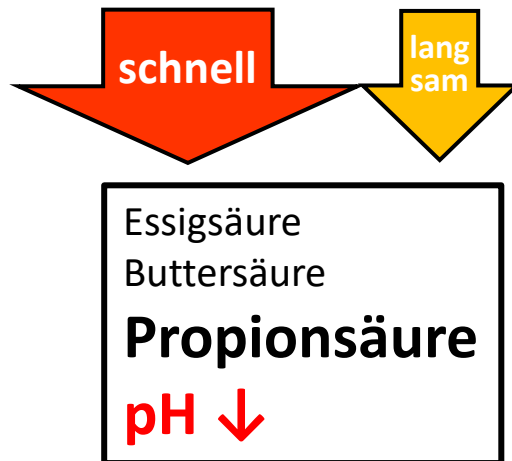 schnell
lang
sam
Essigsäure
Buttersäure
Propionsäure
pH ↓